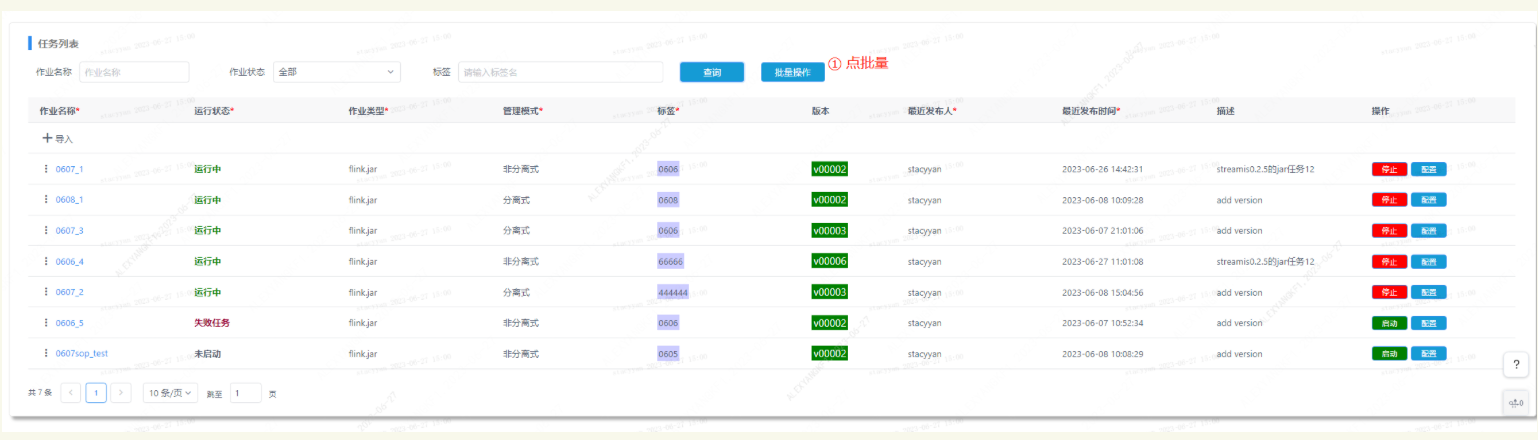 任务列表
作业名称 作业名称 作业状态 全部 标签 请输入标签名 查询 批量操作 ① 点批量
作业名称* 运行状态* 作业类型* 管理模式* 标签* 版本 最近发布人* 最近发布时间* 描述 操作
+ 导入
0607_1 运行中 flink.jar 非分离式 0606 v00002 stacyyan 2023-06-26 14:42:31 streamis0.2.5的jar任务12 停止 配置
0608_1 运行中 flink.jar 分离式 0608 v00002 stacyyan 2023-06-08 10:09:28 add version 停止 配置
0607_3 运行中 flink.jar 分离式 0606 v00003 stacyyan 2023-06-07 21:01:06 add version 停止 配置
0606_4 运行中 flink.jar 非分离式 66666 v00006 stacyyan 2023-06-27 11:01:08 streamis0.2.5的jar任务12 停止 配置
0607_2 运行中 flink.jar 分离式 444444 v00003 stacyyan 2023-06-08 15:04:56 add version 停止 配置
0606_5 失败任务 flink.jar 非分离式 0606 v00002 stacyyan 2023-06-07 10:52:34 add version 启动 配置
0607sop_test 未启动 flink.jar 非分离式 0605 v00002 stacyyan 2023-06-08 10:08:29 add version 启动 配置
?
共 7 条 < 1 > 10 条/页 跳至 1 页